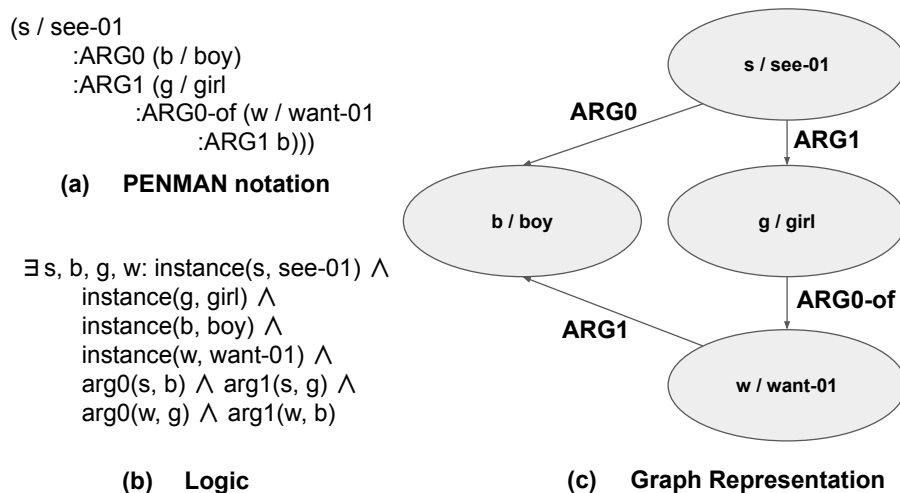 (s / see-01
:ARG0 (b / boy)
:ARG1 (g / girl
:ARG0-of (w / want-01
:ARG1 b)))
(a) PENMAN notation
∃ s, b, g, w: instance(s, see-01) ∧
instance(g, girl) ∧
instance(b, boy) ∧
instance(w, want-01) ∧
arg0(s, b) ∧ arg1(s, g) ∧
arg0(w, g) ∧ arg1(w, b)
(b) Logic
s / see-01
ARG0
ARG1
b / boy
g / girl
ARG1
ARG0-of
w / want-01
(c) Graph Representation